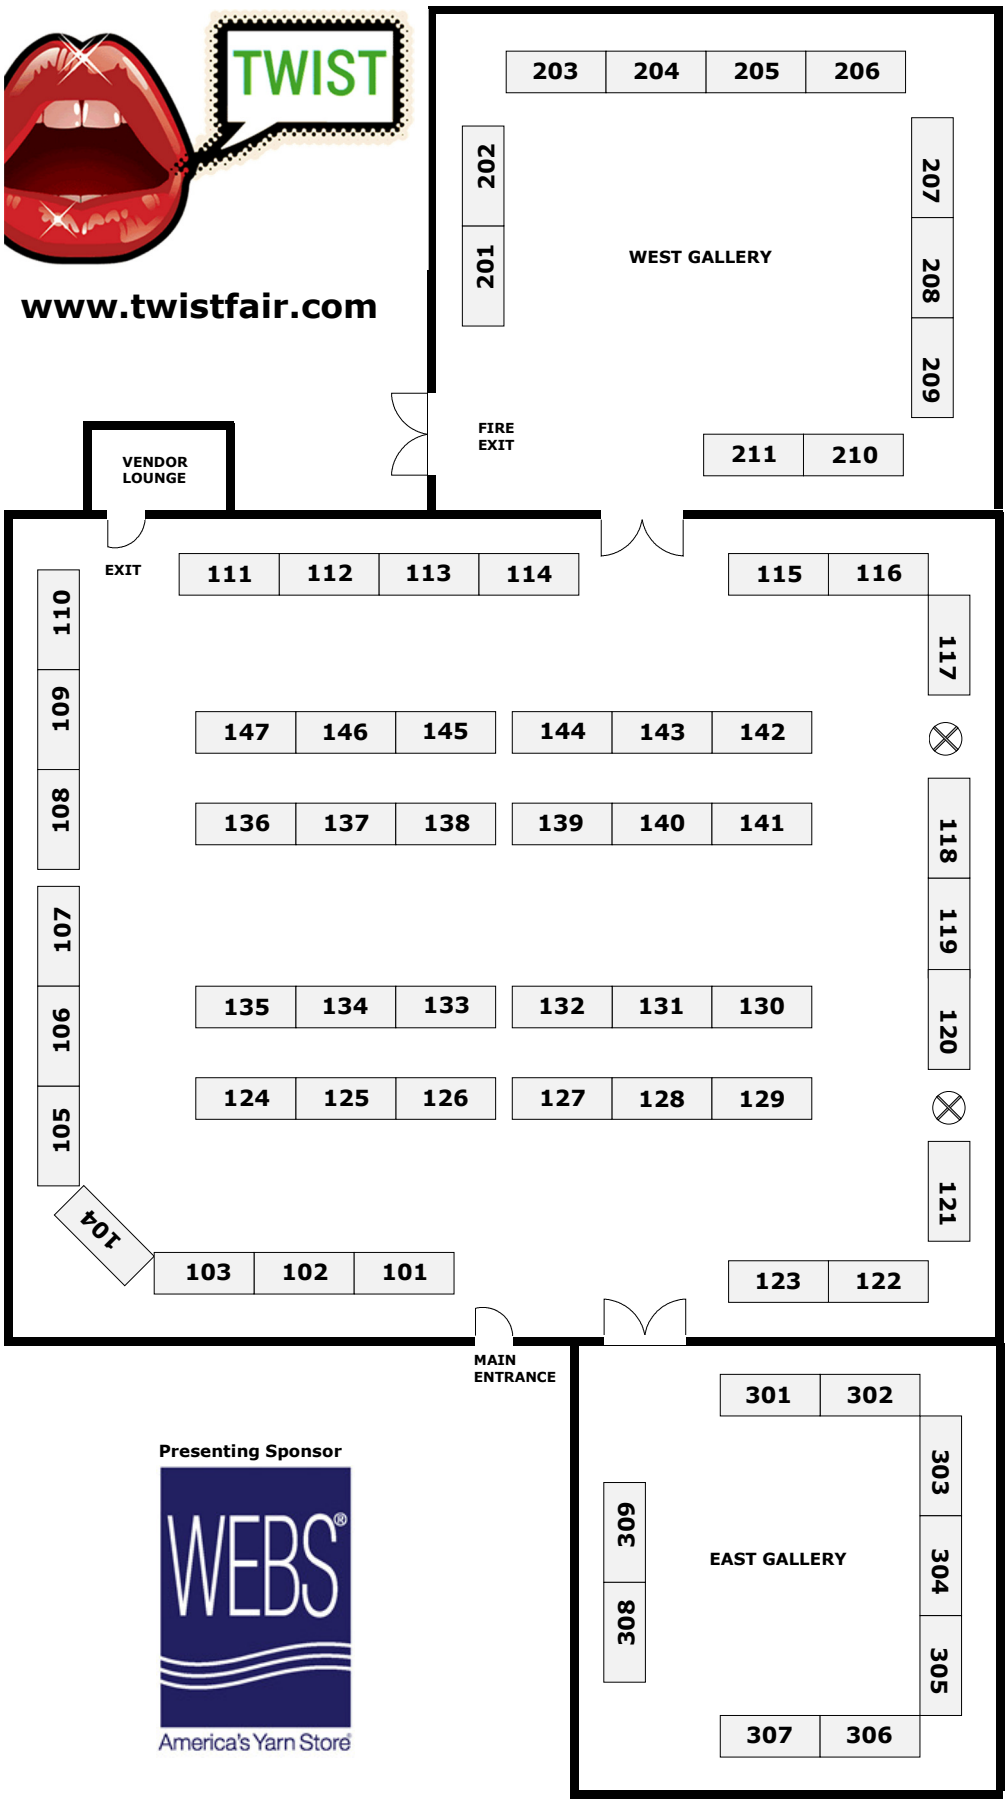 TWIST
www.twistfair.com
203 204 205 206
202
201
207
208
209
WEST GALLERY
FIRE
EXIT
211 210
VENDOR
LOUNGE
EXIT
111 112 113 114
115 116
110
109
108
117
147 146 145 144 143 142
136 137 138 139 140 141
118
119
120
107
106
105
135 134 133 132 131 130
124 125 126 127 128 129
121
104
103 102 101
123 122
MAIN
ENTRANCE
301 302
303
304
305
309
308
EAST GALLERY
307 306
Presenting Sponsor
WEBS®
America's Yarn Store